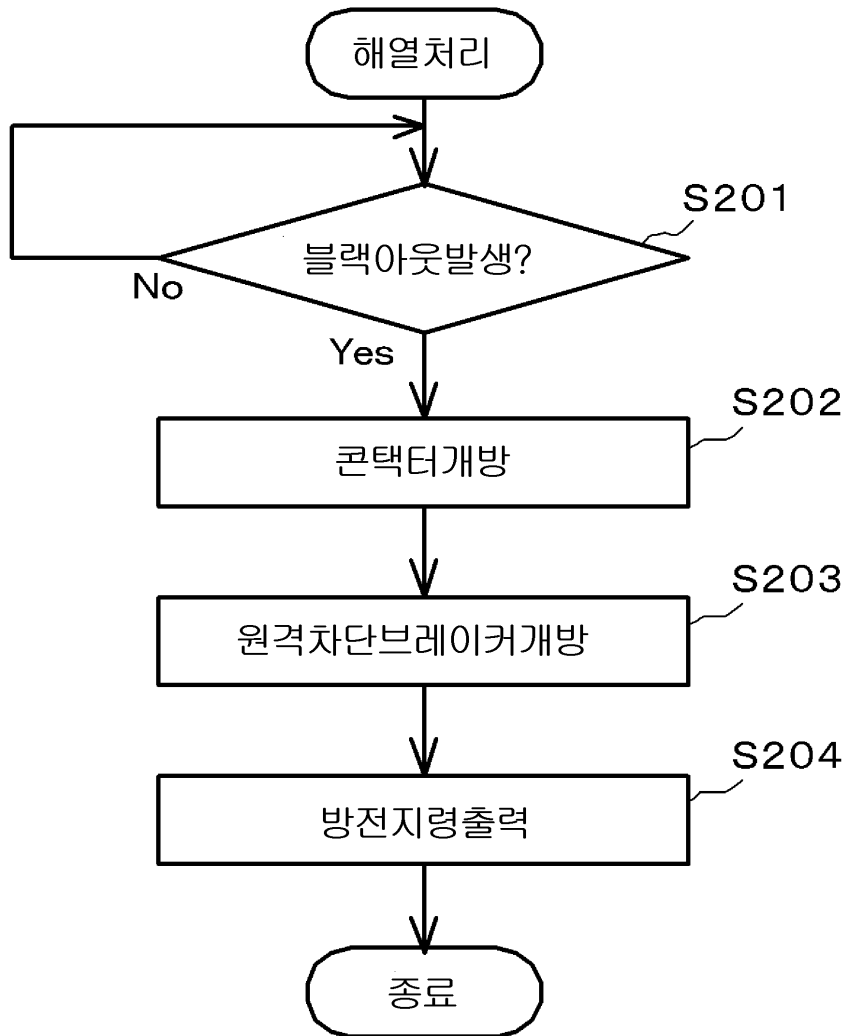 해열처리
S201
블랙아웃발생?
No
Yes
S202
콘택터개방
S203
원격차단브레이커개방
S204
방전지령출력
종료